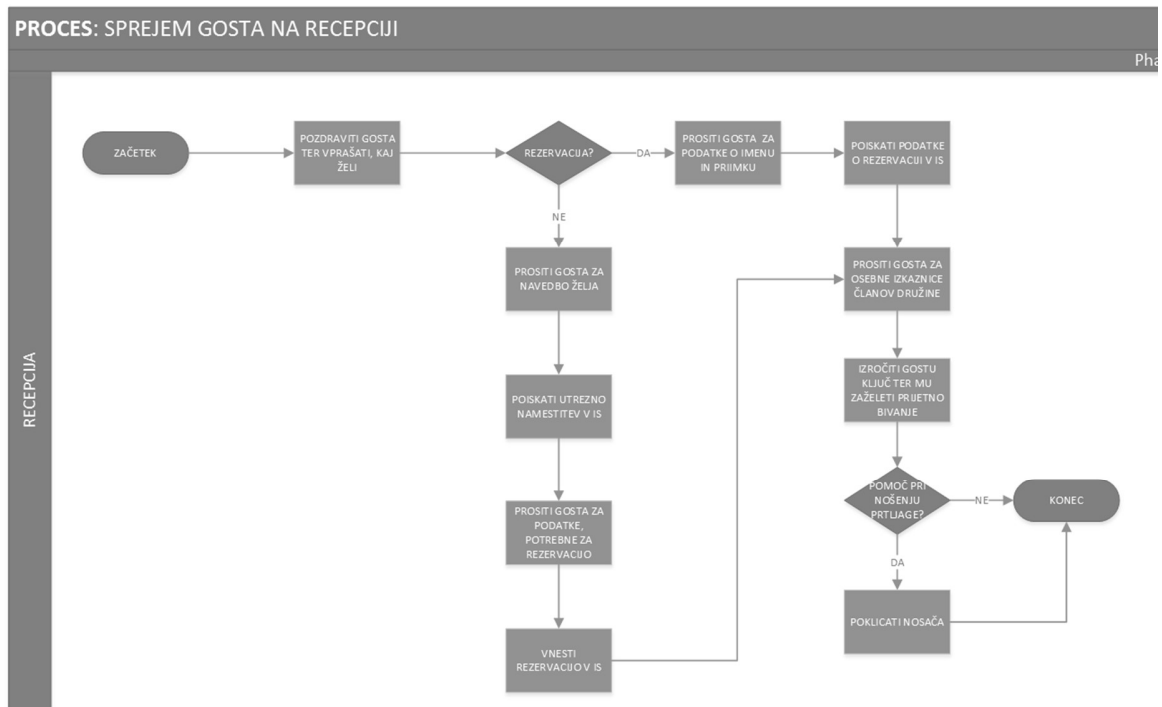 PROCES: SPREJEM GOSTA NA RECEPCIJI
Pha
RECEPCIJA
ZAČETEK
POZDRAVITI GOSTA
TER VPRAŠATI, KAJ
ŽELI
REZERVACIJA?
DA
PROSITI GOSTA ZA
PODATKE O IMENU
IN PRIIMKU
POISKATI PODATKE
O REZERVACIJI V IS
NE
PROSITI GOSTA ZA
NAVEDBO ŽELJA
PROSITI GOSTA ZA
OSEBNE IZKAZNICE
ČLANOV DRUŽINE
POISKATI UTREZNO
NAMESTITEV V IS
IZROČITI GOSTU
KLJUČ TER MU
ZAŽELETI PRIJETNO
BIVANJE
PROSITI GOSTA ZA
PODATKE,
POTREBNE ZA
REZERVACIJO
POMOČ PRI
NOŠENJU
PRTLJAGE?
NE
KONEC
DA
POKLICATI NOSAČA
VNESTI
REZERVACIJO V IS